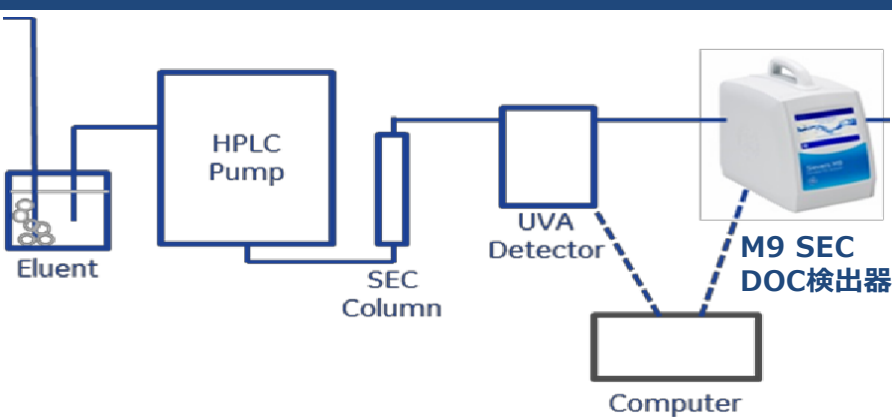 HPLC
Pump
Eluent
SEC
Column
UVA
Detector
M9 SEC
DOC検出器
Computer